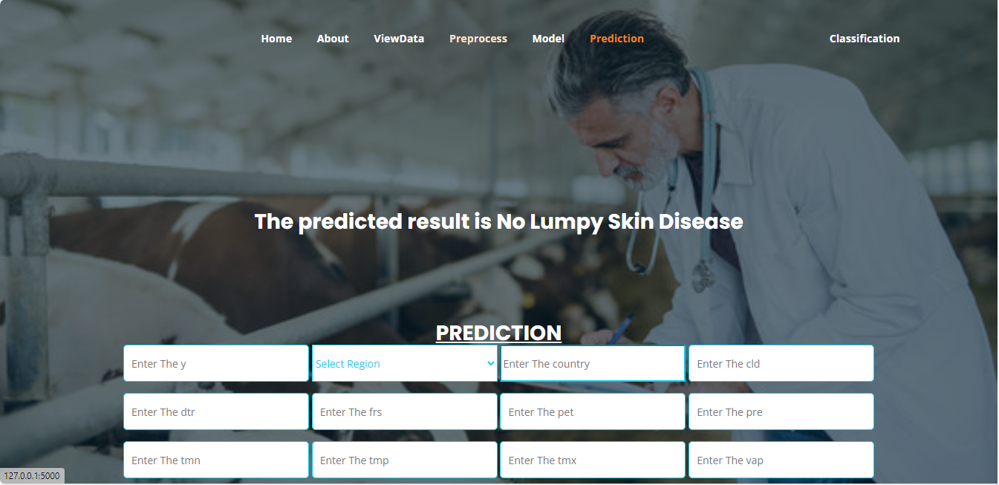 Home About ViewData Preprocess Model Prediction Classification
The predicted result is No Lumpy Skin Disease
PREDICTION
Enter The y Select Region Enter The country Enter The cld
Enter The dtr Enter The frs Enter The pet Enter The pre
Enter The tmn Enter The tmp Enter The tmx Enter The vap
127.0.0.1:5000